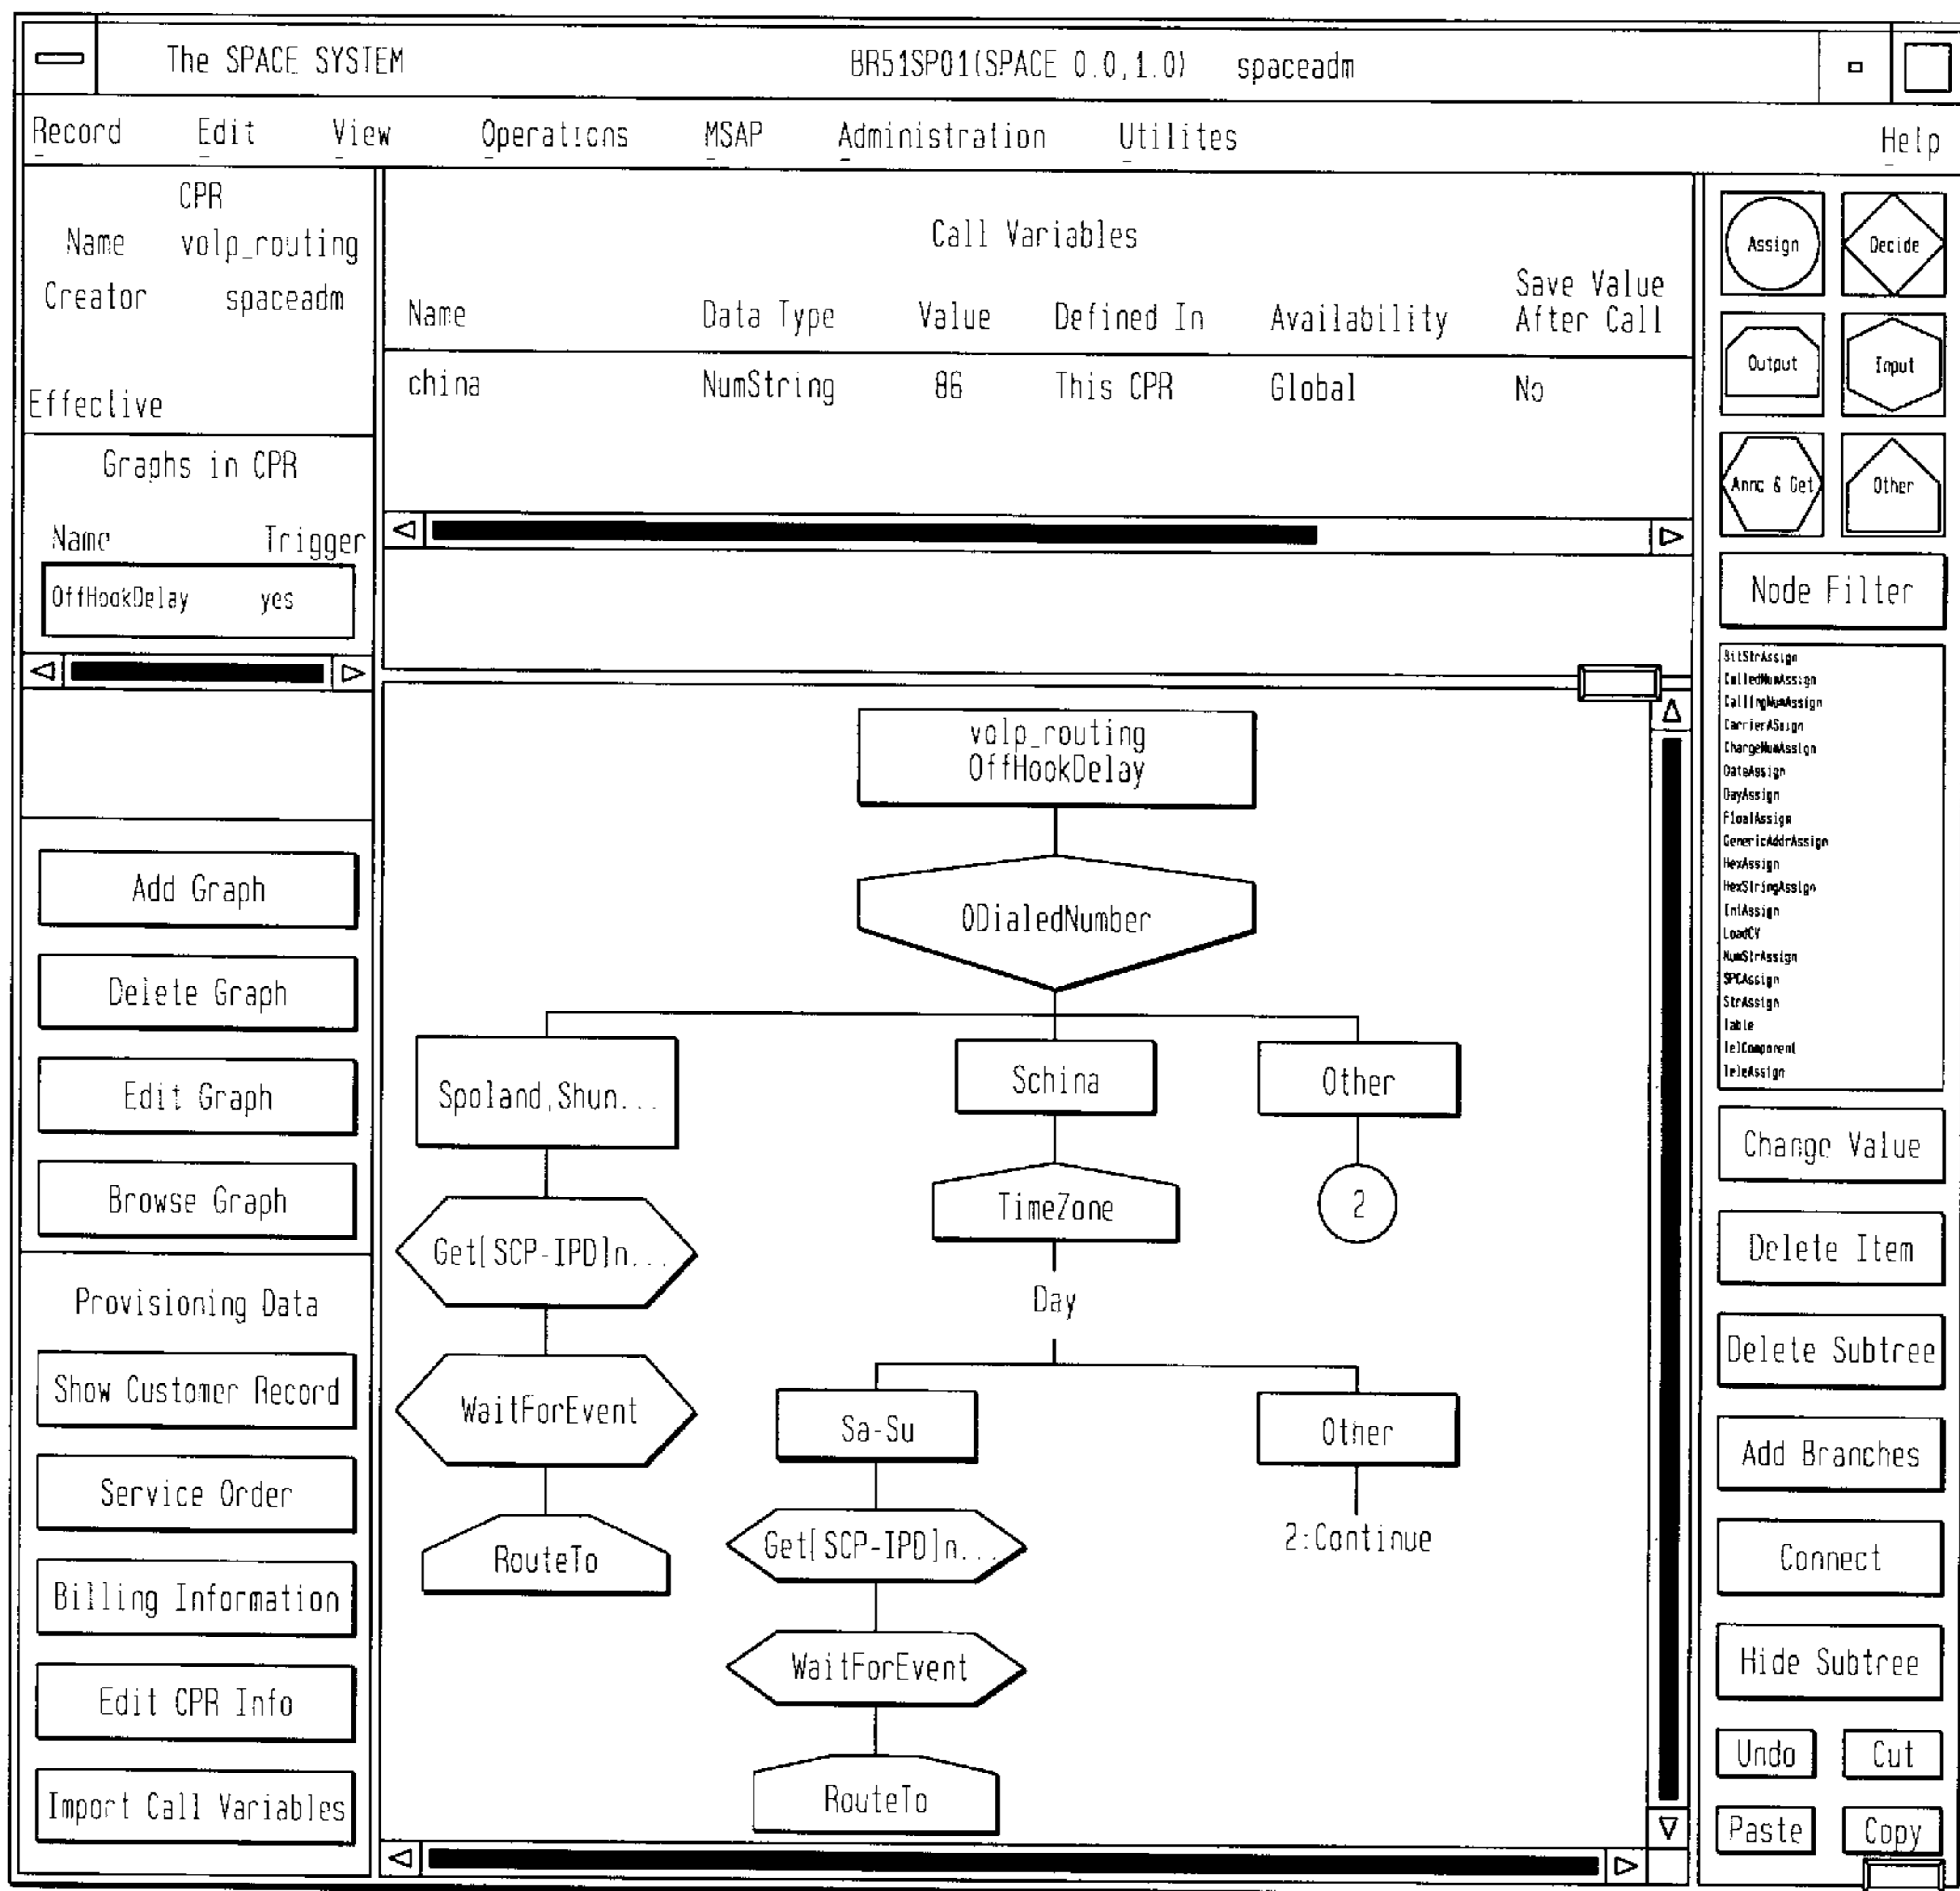 The SPACE SYSTEM BR51SP01(SPACE 0.0,1.0) spaceadm
Record Edit View Operations MSAP Administration Utilites Help
CPR
Name volp_routing
Creator spaceadm
Effective
Graphs in CPR
Name Trigger
OffHookDelay yes
Add Graph
Delete Graph
Edit Graph
Browse Graph
Provisioning Data
Show Customer Record
Service Order
Billing Information
Edit CPR Info
Import Call Variables
Call Variables
Name Data Type Value Defined In Availability Save Value After Call
china NumString 86 This CPR Global No
volp_routing
OffHookDelay
ODialedNumber
Spoland,Shun... Schina Other
Get[SCP-IPD]n... TimeZone 2
Day
WaitForEvent Sa-Su Other
RouteTo Get[SCP-IPD]n... 2:Continue
WaitForEvent
RouteTo
Assign Decide
Output Input
Annc & Get Other
Node Filter
BitStrAssign
CalledNumAssign
CallingNumAssign
CarrierASsign
ChargeNumAssign
DateAssign
DayAssign
FloatAssign
GenericAddrAssign
HexAssign
HexStringAssign
IntAssign
LoadCV
NumStrAssign
SPCAssign
StrAssign
Table
TelComponent
TeleAssign
Change Value
Delete Item
Delete Subtree
Add Branches
Connect
Hide Subtree
Undo Cut
Paste Copy